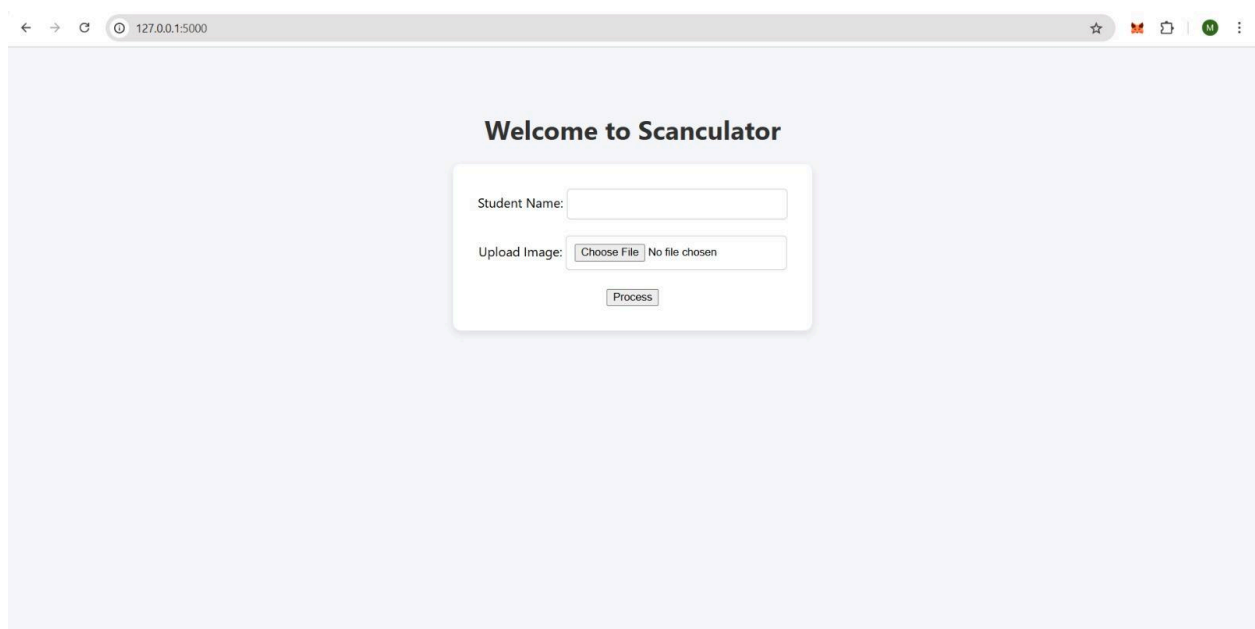 127.0.0.1:5000
M
Welcome to Scanculator
Student Name:
Upload Image: Choose File No file chosen
Process